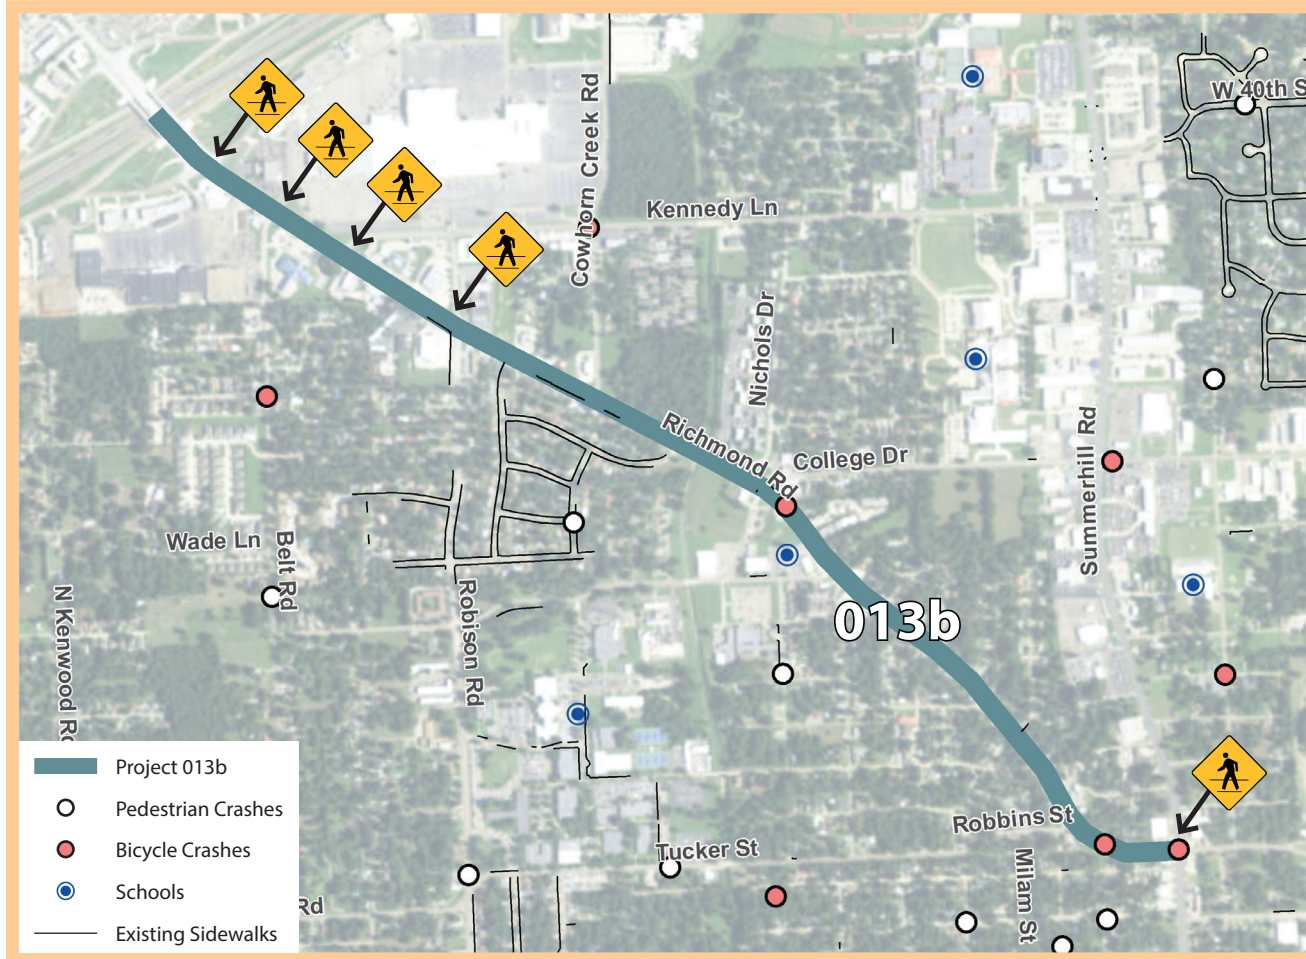 W 40th S
Cowhorn Creek Rd
Kennedy Ln
Nichols Dr
Richmond Rd
College Dr
Summerhill Rd
Wade Ln
Belt Rd
N Kenwood Rd
Robison Rd
013b
Robbins St
Tucker St
Milam St
Rd
Project 013b
Pedestrian Crashes
Bicycle Crashes
Schools
Existing Sidewalks